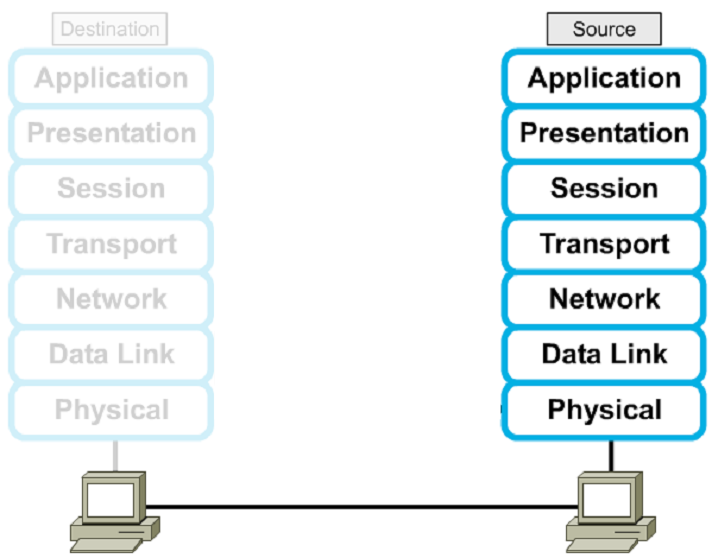 Destination
Application
Presentation
Session
Transport
Network
Data Link
Physical
Source
Application
Presentation
Session
Transport
Network
Data Link
Physical